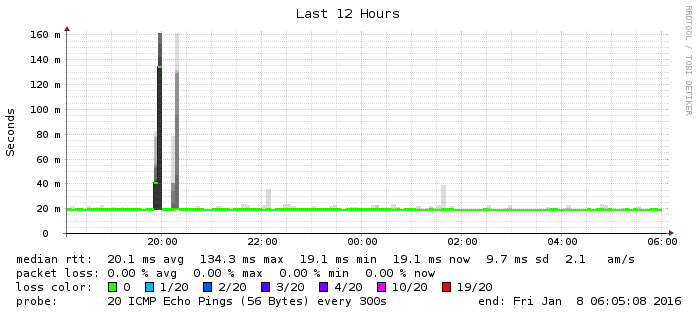 Last 12 Hours
RRDTOOL / TOBI OETIKER
Seconds
160 m
140 m
120 m
100 m
80 m
60 m
40 m
20 m
0
20:00 22:00 00:00 02:00 04:00 06:00
median rtt: 20.1 ms avg 134.3 ms max 19.1 ms min 19.1 ms now 9.7 ms sd 2.1 am/s
packet loss: 0.00 % avg 0.00 % max 0.00 % min 0.00 % now
loss color: 0 1/20 2/20 3/20 4/20 10/20 19/20
probe: 20 ICMP Echo Pings (56 Bytes) every 300s end: Fri Jan 8 06:05:08 2016